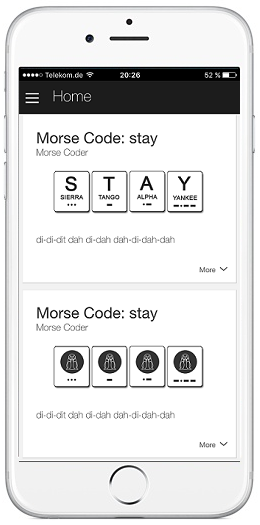 ●●●●○ Telekom.de 20:26 52 %
Home
Morse Code: stay
Morse Coder
S T A Y
SIERRA TANGO ALPHA YANKEE
••• – •– –•––
di-di-dit dah di-dah dah-di-dah-dah
More
Morse Code: stay
Morse Coder
••• – •– –•––
di-di-dit dah di-dah dah-di-dah-dah
More